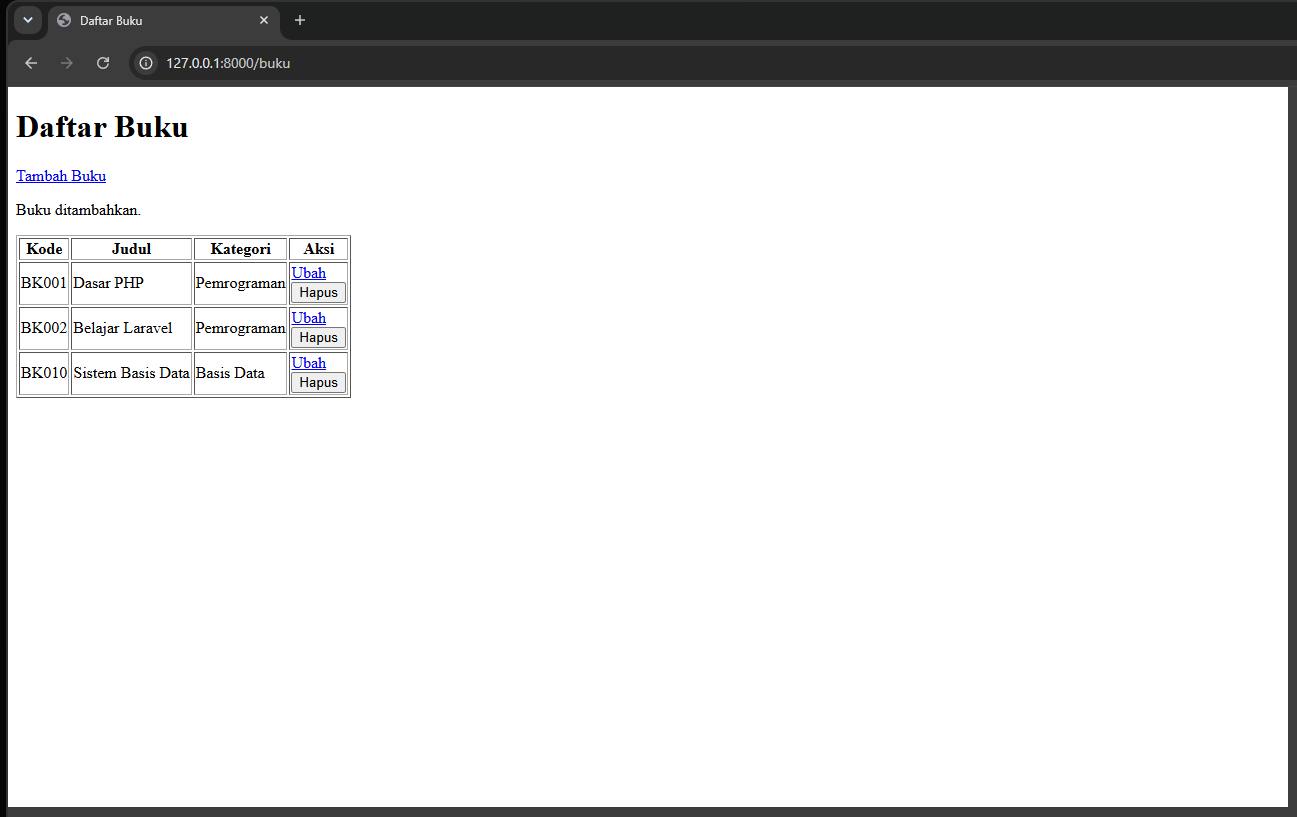 Daftar Buku
127.0.0.1:8000/buku
Daftar Buku
Tambah Buku
Buku ditambahkan.
Kode Judul Kategori Aksi
BK001 Dasar PHP Pemrograman Ubah
Hapus
BK002 Belajar Laravel Pemrograman Ubah
Hapus
BK010 Sistem Basis Data Basis Data Ubah
Hapus